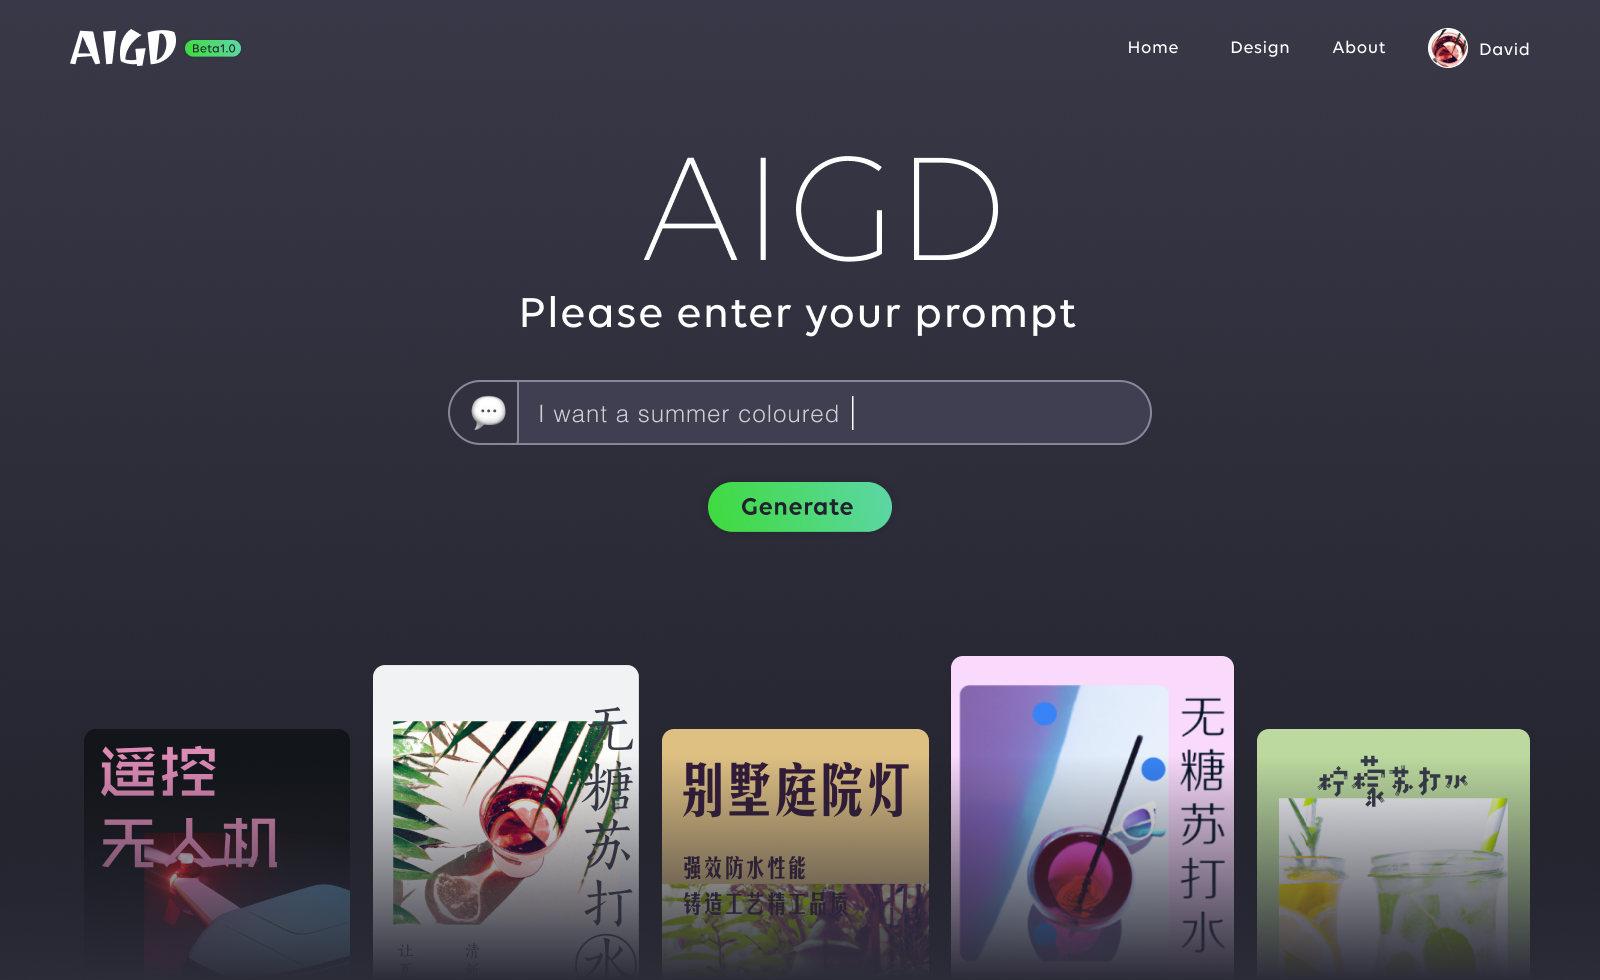 AIGD
Beta1.0
Home
Design
About
David
AIGD
Please enter your prompt
I want a summer coloured
Generate
遥控
无人机
无糖苏打水
让
清
别墅庭院灯
强效防水性能
铸造工艺精工品质
无糖苏打水
柠檬苏打水